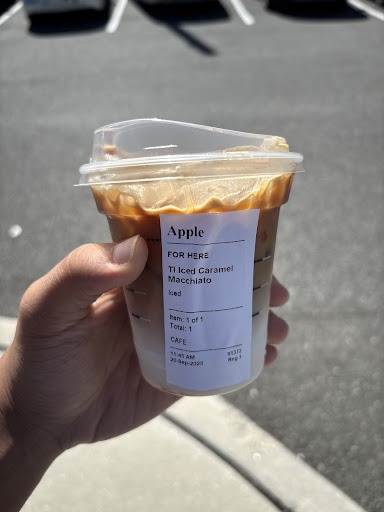 Apple
FOR HERE
Tl Iced Caramel
Macchiato
Iced
Item: 1 of 1
Total: 1
CAFE
11:45 AM
20-Sep-2023
Reg 1